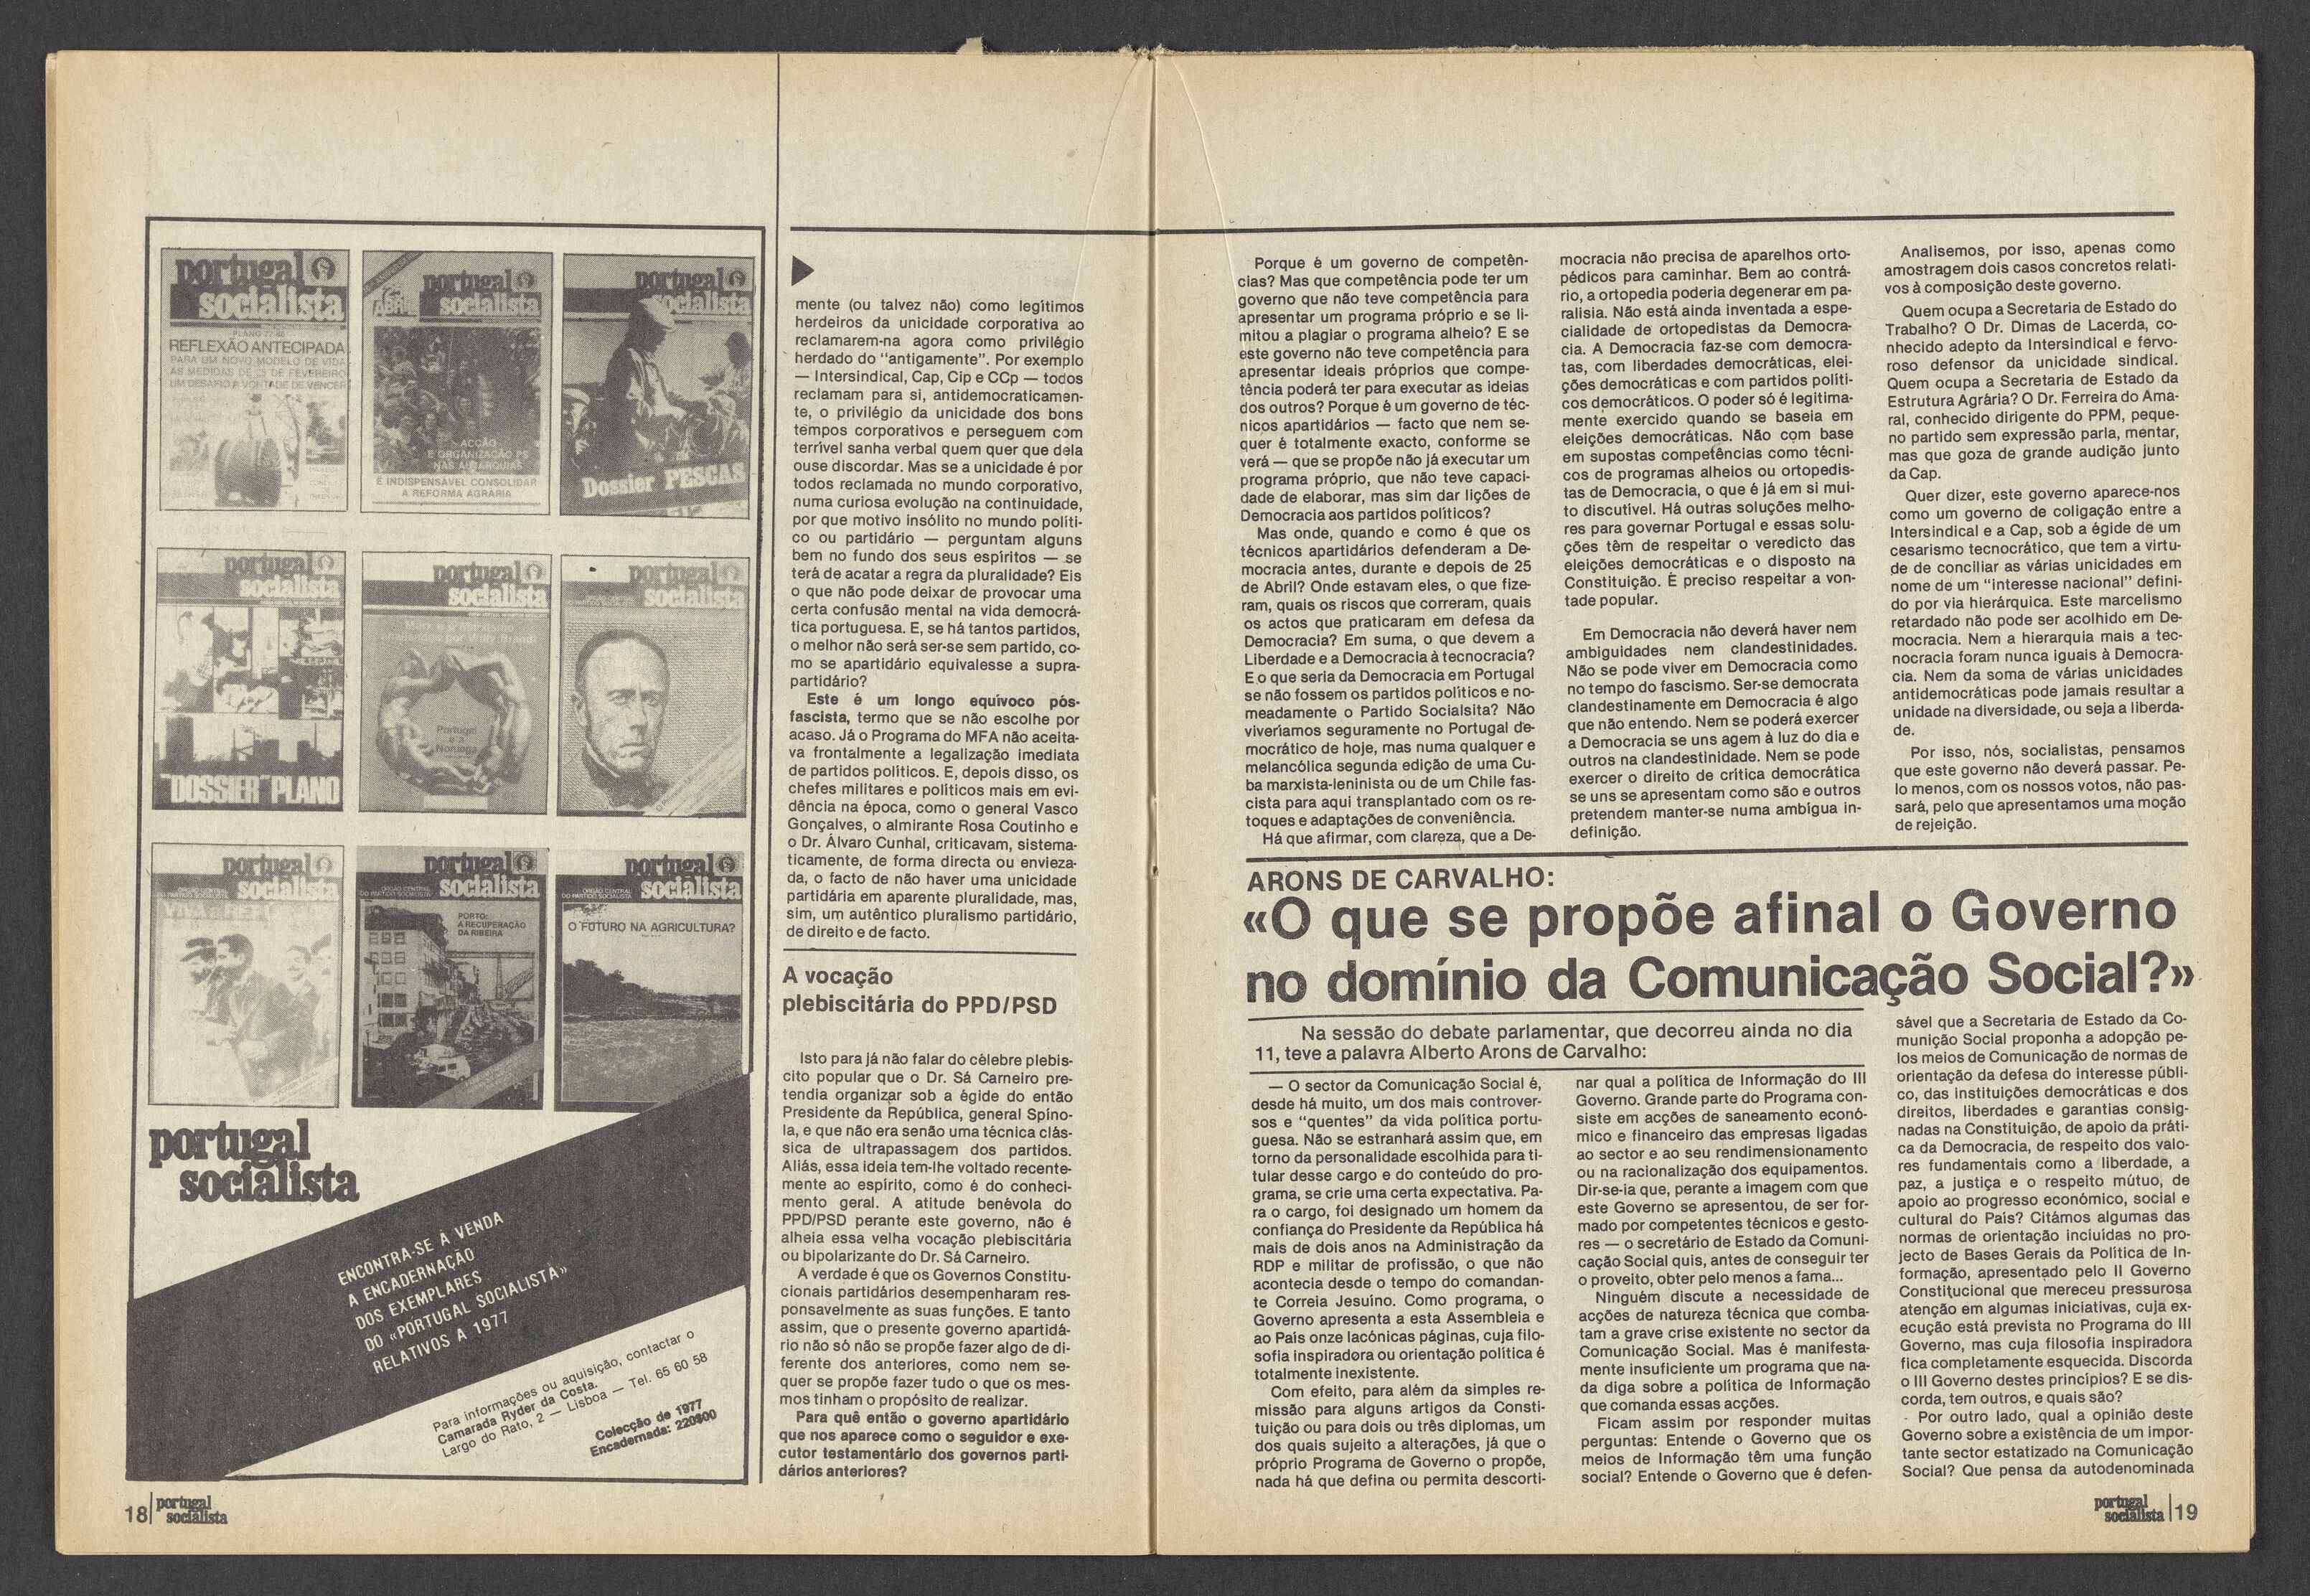 portugal
socialista
PLANO 77-80
REFLEXÃO ANTECIPADA
PARA UM NOVO MODELO DE VIDA
AS MEDIDAS DE 25 DE FEVEREIRO
UM DESAFIO À VONTADE DE VENCER
portugal
socialista
Abril
ACÇÃO
E ORGANIZAÇÃO PS
NAS AUTARQUIAS
É INDISPENSÁVEL CONSOLIDAR
A REFORMA AGRÁRIA
portugal
socialista
Dossier PESCAS
portugal
socialista
"DOSSIER" PLANO
portugal
socialista
Portugal
e a
Noruega
portugal
socialista
portugal
socialista
portugal
socialista
ÓRGÃO CENTRAL
DO PARTIDO SOCIALISTA
PORTO:
A RECUPERAÇÃO
DA RIBEIRA
portugal
socialista
ÓRGÃO CENTRAL
DO PARTIDO SOCIALISTA
O FUTURO NA AGRICULTURA?
portugal
socialista
ENCONTRA-SE À VENDA
A ENCADERNAÇÃO
DOS EXEMPLARES
DO «PORTUGAL SOCIALISTA»
RELATIVOS A 1977
Para informações ou aquisição, contactar o
Camarada Ryder da Costa.
Largo do Rato, 2 — Lisboa — Tel. 65 60 58
Colecção de 1977
Encadernada: 220$00
18 portugal
socialista
mente (ou talvez não) como legítimos
herdeiros da unicidade corporativa ao
reclamarem-na agora como privilégio
herdado do "antigamente". Por exemplo
— Intersindical, Cap, Cip e CCp — todos
reclamam para si, antidemocraticamen-
te, o privilégio da unicidade dos bons
tempos corporativos e perseguem com
terrível sanha verbal quem quer que dela
ouse discordar. Mas se a unicidade é por
todos reclamada no mundo corporativo,
numa curiosa evolução na continuidade,
por que motivo insólito no mundo políti-
co ou partidário — perguntam alguns
bem no fundo dos seus espíritos — se
terá de acatar a regra da pluralidade? Eis
o que não pode deixar de provocar uma
certa confusão mental na vida democrá-
tica portuguesa. E, se há tantos partidos,
o melhor não será ser-se sem partido, co-
mo se apartidário equivalesse a supra-
partidário?
Este é um longo equívoco pós-
fascista, termo que se não escolhe por
acaso. Já o Programa do MFA não aceita-
va frontalmente a legalização imediata
de partidos políticos. E, depois disso, os
chefes militares e políticos mais em evi-
dência na época, como o general Vasco
Gonçalves, o almirante Rosa Coutinho e
o Dr. Álvaro Cunhal, criticavam, sistema-
ticamente, de forma directa ou envieza-
da, o facto de não haver uma unicidade
partidária em aparente pluralidade, mas,
sim, um autêntico pluralismo partidário,
de direito e de facto.
A vocação
plebiscitária do PPD/PSD
Isto para já não falar do célebre plebis-
cito popular que o Dr. Sá Carneiro pre-
tendia organizar sob a égide do então
Presidente da República, general Spíno-
la, e que não era senão uma técnica clás-
sica de ultrapassagem dos partidos.
Aliás, essa ideia tem-lhe voltado recente-
mente ao espírito, como é do conheci-
mento geral. A atitude benévola do
PPD/PSD perante este governo, não é
alheia essa velha vocação plebiscitária
ou bipolarizante do Dr. Sá Carneiro.
A verdade é que os Governos Constitu-
cionais partidários desempenharam res-
ponsavelmente as suas funções. E tanto
assim, que o presente governo apartidá-
rio não só não se propõe fazer algo de di-
ferente dos anteriores, como nem se-
quer se propõe fazer tudo o que os mes-
mos tinham o propósito de realizar.
Para quê então o governo apartidário
que nos aparece como o seguidor e exe-
cutor testamentário dos governos parti-
dários anteriores?
Porque é um governo de competên-
cias? Mas que competência pode ter um
governo que não teve competência para
apresentar um programa próprio e se li-
mitou a plagiar o programa alheio? E se
este governo não teve competência para
apresentar ideais próprios que compe-
tência poderá ter para executar as ideias
dos outros? Porque é um governo de téc-
nicos apartidários — facto que nem se-
quer é totalmente exacto, conforme se
verá — que se propõe não já executar um
programa próprio, que não teve capaci-
dade de elaborar, mas sim dar lições de
Democracia aos partidos políticos?
Mas onde, quando e como é que os
técnicos apartidários defenderam a De-
mocracia antes, durante e depois de 25
de Abril? Onde estavam eles, o que fize-
ram, quais os riscos que correram, quais
os actos que praticaram em defesa da
Democracia? Em suma, o que devem a
Liberdade e a Democracia à tecnocracia?
E o que seria da Democracia em Portugal
se não fossem os partidos políticos e no-
meadamente o Partido Socialsita? Não
viveríamos seguramente no Portugal de-
mocrático de hoje, mas numa qualquer e
melancólica segunda edição de uma Cu-
ba marxista-leninista ou de um Chile fas-
cista para aqui transplantado com os re-
toques e adaptações de conveniência.
Há que afirmar, com clareza, que a De-
mocracia não precisa de aparelhos orto-
pédicos para caminhar. Bem ao contrá-
rio, a ortopedia poderia degenerar em pa-
ralisia. Não está ainda inventada a espe-
cialidade de ortopedistas da Democra-
cia. A Democracia faz-se com democra-
tas, com liberdades democráticas, elei-
ções democráticas e com partidos políti-
cos democráticos. O poder só é legitima-
mente exercido quando se baseia em
eleições democráticas. Não com base
em supostas competências como técni-
cos de programas alheios ou ortopedis-
tas de Democracia, o que é já em si mui-
to discutível. Há outras soluções melho-
res para governar Portugal e essas solu-
ções têm de respeitar o veredicto das
eleições democráticas e o disposto na
Constituição. É preciso respeitar a von-
tade popular.
Em Democracia não deverá haver nem
ambiguidades nem clandestinidades.
Não se pode viver em Democracia como
no tempo do fascismo. Ser-se democrata
clandestinamente em Democracia é algo
que não entendo. Nem se poderá exercer
a Democracia se uns agem à luz do dia e
outros na clandestinidade. Nem se pode
exercer o direito de crítica democrática
se uns se apresentam como são e outros
pretendem manter-se numa ambígua in-
definição.
Analisemos, por isso, apenas como
amostragem dois casos concretos relati-
vos à composição deste governo.
Quem ocupa a Secretaria de Estado do
Trabalho? O Dr. Dimas de Lacerda, co-
nhecido adepto da Intersindical e fervo-
roso defensor da unicidade sindical.
Quem ocupa a Secretaria de Estado da
Estrutura Agrária? O Dr. Ferreira do Ama-
ral, conhecido dirigente do PPM, peque-
no partido sem expressão parla, mentar,
mas que goza de grande audição junto
da Cap.
Quer dizer, este governo aparece-nos
como um governo de coligação entre a
Intersindical e a Cap, sob a égide de um
cesarismo tecnocrático, que tem a virtu-
de de conciliar as várias unicidades em
nome de um "interesse nacional" defini-
do por via hierárquica. Este marcelismo
retardado não pode ser acolhido em De-
mocracia. Nem a hierarquia mais a tec-
nocracia foram nunca iguais à Democra-
cia. Nem da soma de várias unicidades
antidemocráticas pode jamais resultar a
unidade na diversidade, ou seja a liberda-
de.
Por isso, nós, socialistas, pensamos
que este governo não deverá passar. Pe-
lo menos, com os nossos votos, não pas-
sará, pelo que apresentamos uma moção
de rejeição.
ARONS DE CARVALHO:
«O que se propõe afinal o Governo
no domínio da Comunicação Social?»
Na sessão do debate parlamentar, que decorreu ainda no dia
11, teve a palavra Alberto Arons de Carvalho:
— O sector da Comunicação Social é,
desde há muito, um dos mais controver-
sos e "quentes" da vida política portu-
guesa. Não se estranhará assim que, em
torno da personalidade escolhida para ti-
tular desse cargo e do conteúdo do pro-
grama, se crie uma certa expectativa. Pa-
ra o cargo, foi designado um homem da
confiança do Presidente da República há
mais de dois anos na Administração da
RDP e militar de profissão, o que não
acontecia desde o tempo do comandan-
te Correia Jesuíno. Como programa, o
Governo apresenta a esta Assembleia e
ao País onze lacónicas páginas, cuja filo-
sofia inspiradora ou orientação política é
totalmente inexistente.
Com efeito, para além da simples re-
missão para alguns artigos da Consti-
tuição ou para dois ou três diplomas, um
dos quais sujeito a alterações, já que o
próprio Programa de Governo o propõe,
nada há que defina ou permita descorti-
nar qual a política de Informação do III
Governo. Grande parte do Programa con-
siste em acções de saneamento econó-
mico e financeiro das empresas ligadas
ao sector e ao seu rendimensionamento
ou na racionalização dos equipamentos.
Dir-se-ia que, perante a imagem com que
este Governo se apresentou, de ser for-
mado por competentes técnicos e gesto-
res — o secretário de Estado da Comuni-
cação Social quis, antes de conseguir ter
o proveito, obter pelo menos a fama...
Ninguém discute a necessidade de
acções de natureza técnica que comba-
tam a grave crise existente no sector da
Comunicação Social. Mas é manifesta-
mente insuficiente um programa que na-
da diga sobre a política de Informação
que comanda essas acções.
Ficam assim por responder muitas
perguntas: Entende o Governo que os
meios de Informação têm uma função
social? Entende o Governo que é defen-
sável que a Secretaria de Estado da Co-
munição Social proponha a adopção pe-
los meios de Comunicação de normas de
orientação da defesa do interesse públi-
co, das instituições democráticas e dos
direitos, liberdades e garantias consig-
nadas na Constituição, de apoio da práti-
ca da Democracia, de respeito dos valo-
res fundamentais como a liberdade, a
paz, a justiça e o respeito mútuo, de
apoio ao progresso económico, social e
cultural do País? Citámos algumas das
normas de orientação incluídas no pro-
jecto de Bases Gerais da Política de In-
formação, apresentado pelo II Governo
Constitucional que mereceu pressurosa
atenção em algumas iniciativas, cuja ex-
ecução está prevista no Programa do III
Governo, mas cuja filosofia inspiradora
fica completamente esquecida. Discorda
o III Governo destes princípios? E se dis-
corda, tem outros, e quais são?
Por outro lado, qual a opinião deste
Governo sobre a existência de um impor-
tante sector estatizado na Comunicação
Social? Que pensa da autodenominada
portugal
socialista 19